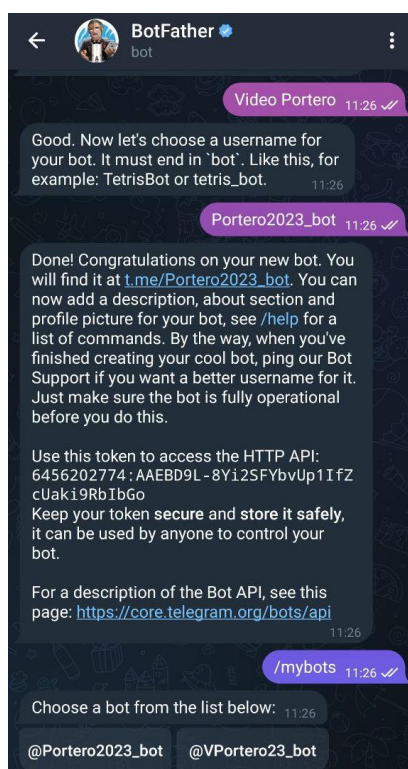 BotFather
bot
Video Portero 11:26
Good. Now let's choose a username for
your bot. It must end in `bot`. Like this, for
example: TetrisBot or tetris_bot. 11:26
Portero2023_bot 11:26
Done! Congratulations on your new bot. You
will find it at t.me/Portero2023_bot. You can
now add a description, about section and
profile picture for your bot, see /help for a
list of commands. By the way, when you've
finished creating your cool bot, ping our Bot
Support if you want a better username for it.
Just make sure the bot is fully operational
before you do this.
Use this token to access the HTTP API:
6456202774:AAEBD9L-8Yi2SFYbvUp1IfZ
cUaki9RbIbGo
Keep your token secure and store it safely,
it can be used by anyone to control your
bot.
For a description of the Bot API, see this
page: https://core.telegram.org/bots/api
11:26
/mybots 11:26
Choose a bot from the list below: 11:26
@Portero2023_bot @VPortero23_bot